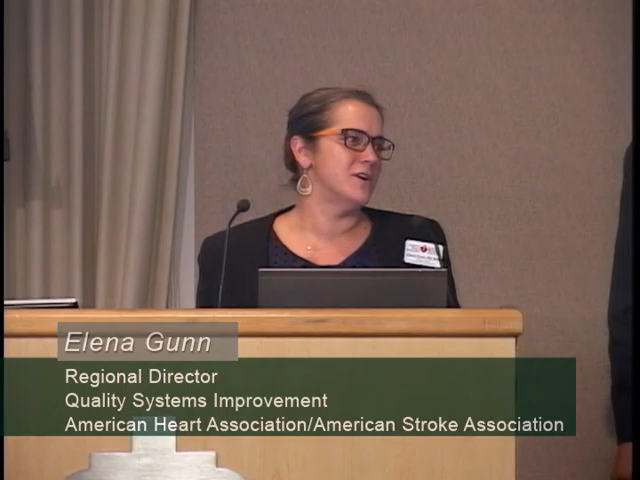 Elena Gunn
Regional Director
Quality Systems Improvement
American Heart Association/American Stroke Association